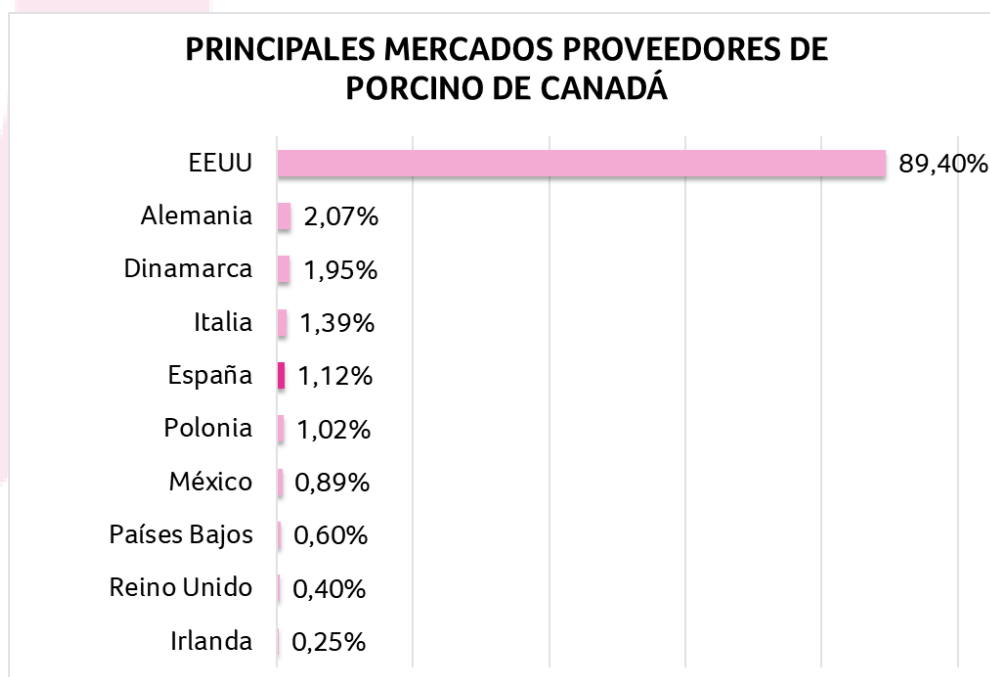 PRINCIPALES MERCADOS PROVEEDORES DE
PORCINO DE CANADÁ
EEUU 89,40%
Alemania 2,07%
Dinamarca 1,95%
Italia 1,39%
España 1,12%
Polonia 1,02%
México 0,89%
Países Bajos 0,60%
Reino Unido 0,40%
Irlanda 0,25%